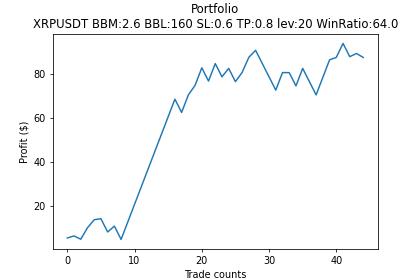 Portfolio
XRPUSDT BBM:2.6 BBL:160 SL:0.6 TP:0.8 lev:20 WinRatio:64.0
80
60
40
20
Profit ($)
0 10 20 30 40
Trade counts